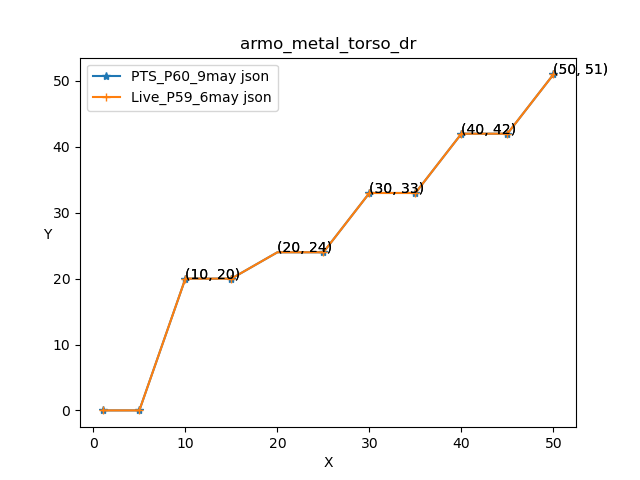 armo_metal_torso_dr
PTS_P60_9may json
Live_P59_6may json
(50, 51)
(40, 42)
(30, 33)
(20, 24)
(10, 20)
50
40
30
20
10
0
Y
0 10 20 30 40 50
X